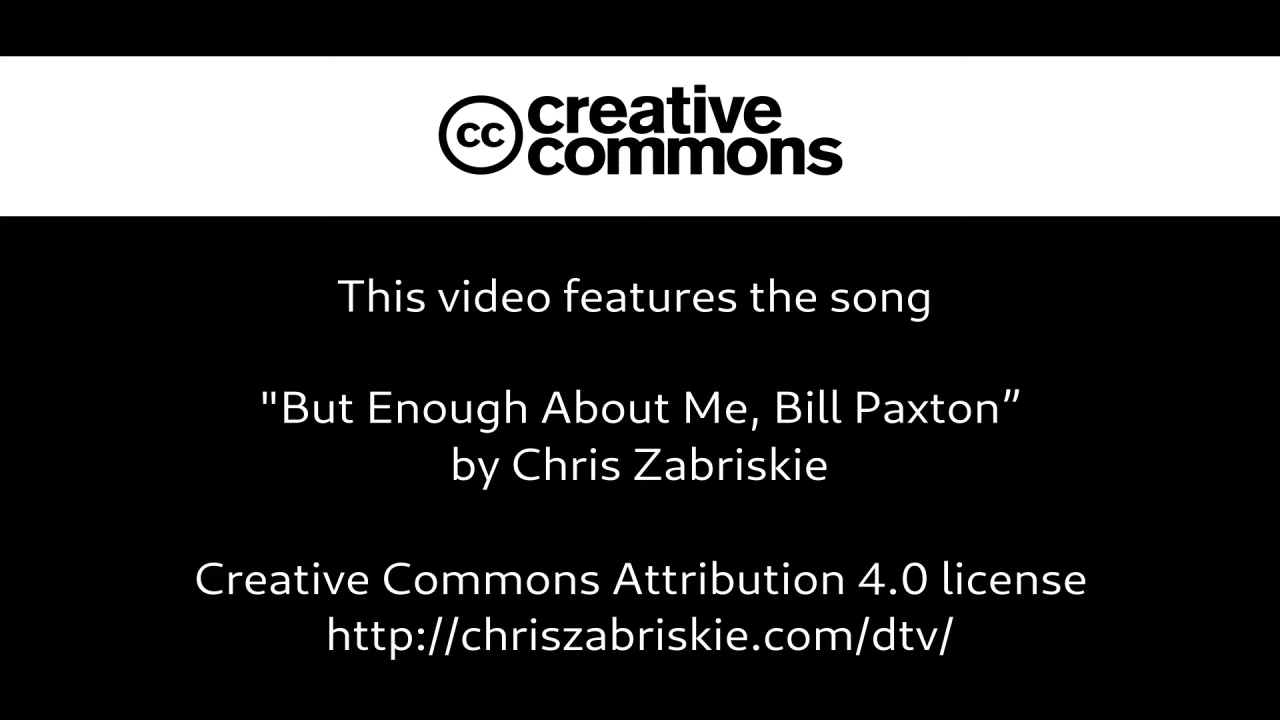 cc creative
commons
This video features the song
"But Enough About Me, Bill Paxton”
by Chris Zabriskie
Creative Commons Attribution 4.0 license
http://chriszabriskie.com/dtv/